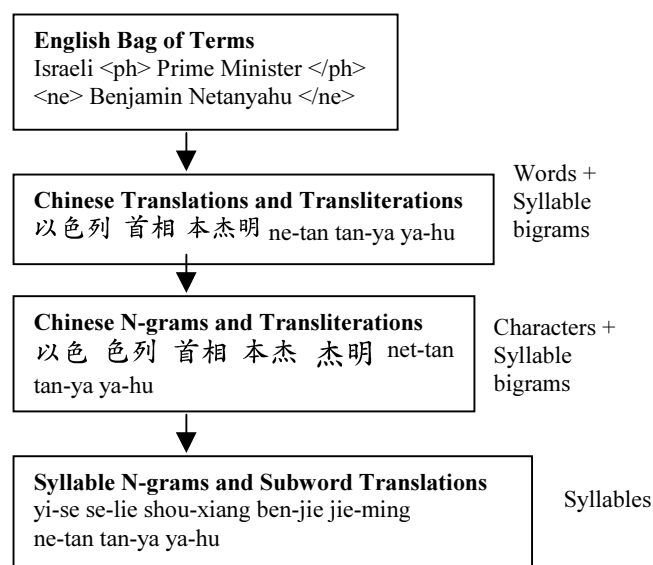 English Bag of Terms
Israeli <ph> Prime Minister </ph>
<ne> Benjamin Netanyahu </ne>
Words +
Syllable
bigrams
Chinese Translations and Transliterations
以色列 首相 本杰明 ne-tan tan-ya ya-hu
Chinese N-grams and Transliterations
以色 色列 首相 本杰 杰明 net-tan
tan-ya ya-hu
Characters +
Syllable
bigrams
Syllable N-grams and Subword Translations
yi-se se-lie shou-xiang ben-jie jie-ming
ne-tan tan-ya ya-hu
Syllables